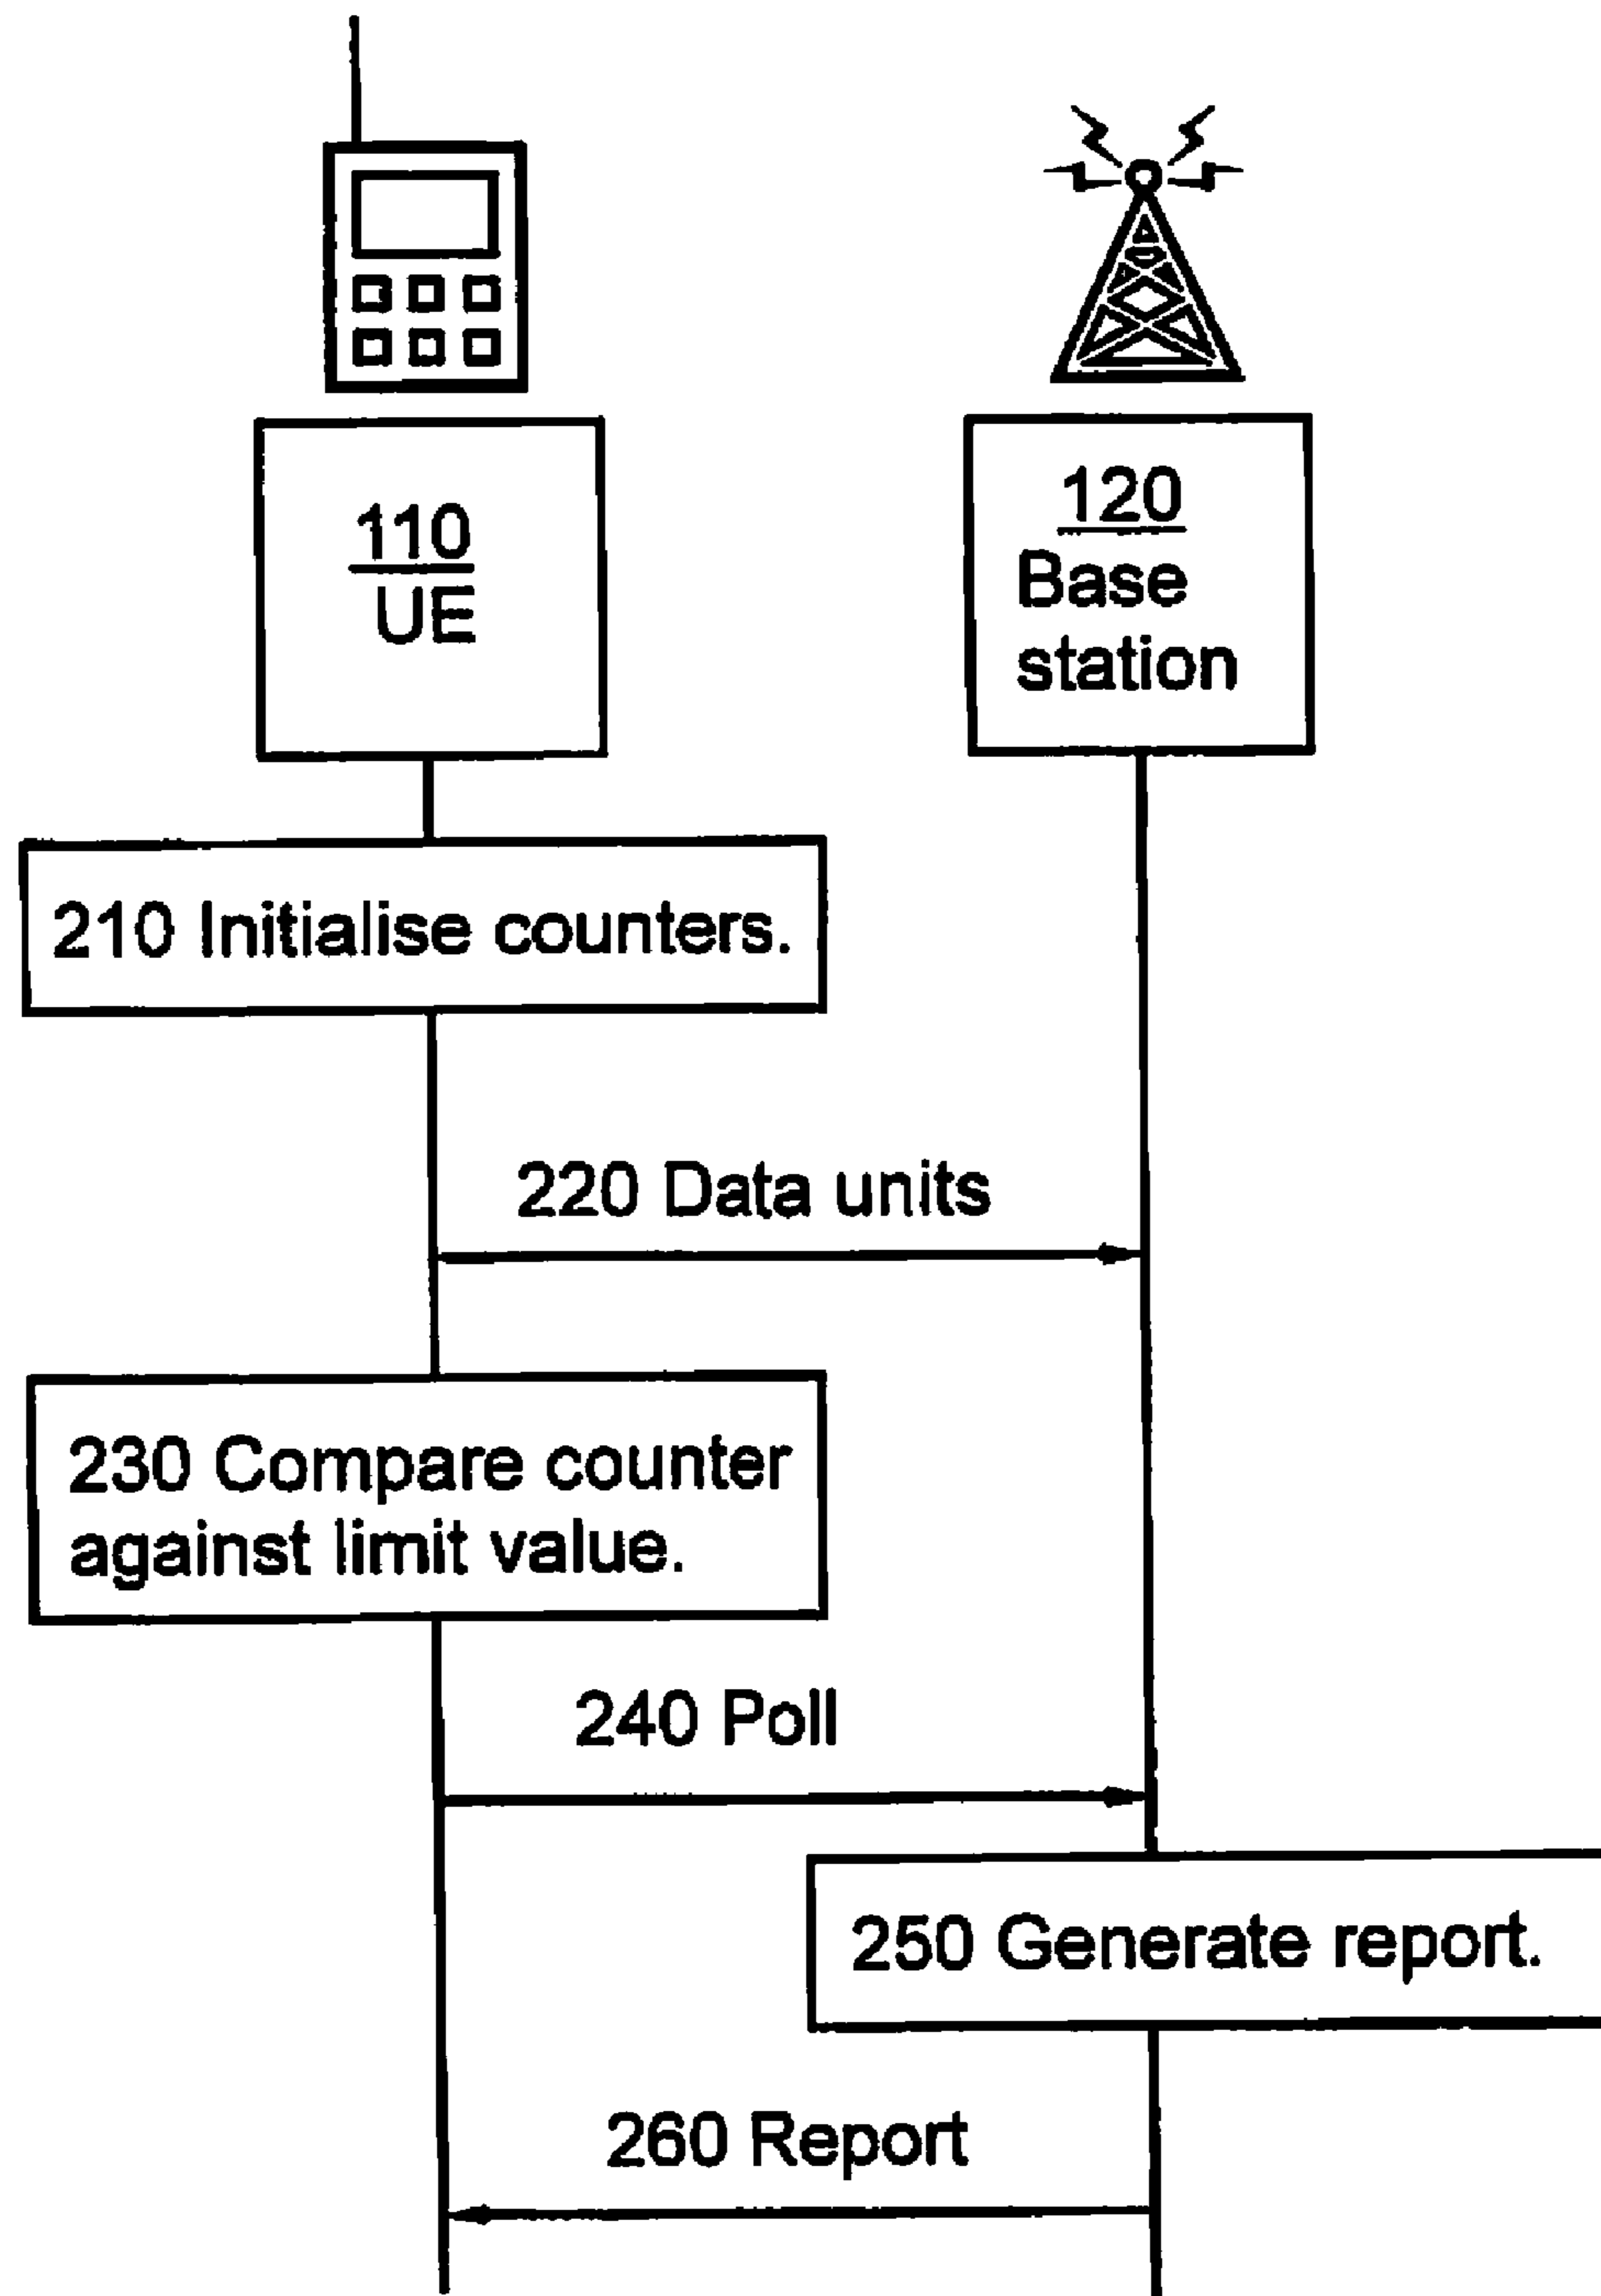 110
UE
120
Base
station
210 Initialise counters.
220 Data units
230 Compare counter
against limit value.
240 Poll
250 Generate report.
260 Report